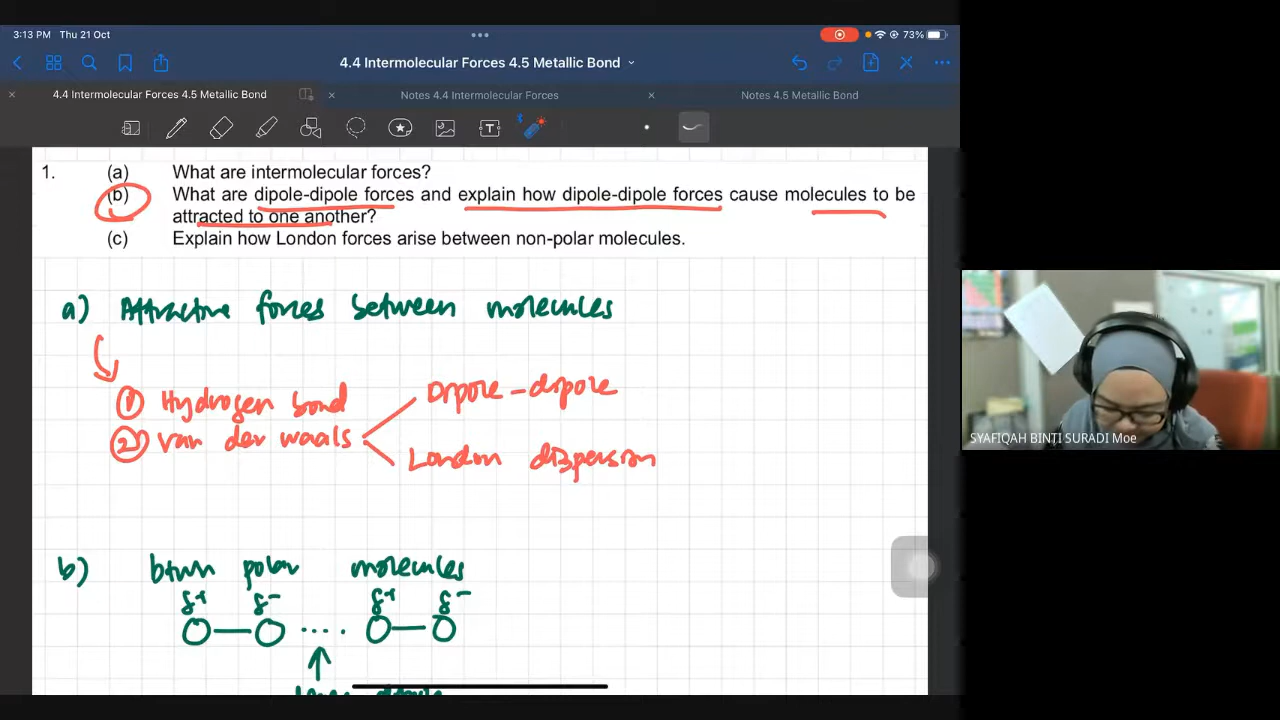 3:13 PM Thu 21 Oct
73%
4.4 Intermolecular Forces 4.5 Metallic Bond
4.4 Intermolecular Forces 4.5 Metallic Bond
Notes 4.4 Intermolecular Forces
Notes 4.5 Metallic Bond
1. (a) What are intermolecular forces?
(b) What are dipole-dipole forces and explain how dipole-dipole forces cause molecules to be
attracted to one another?
(c) Explain how London forces arise between non-polar molecules.
a) Attractive forces between molecules
① Hydrogen bond
② van der waals
Dipole-dipole
London dispersion
b) btwn polar molecules
δ+ δ- δ+ δ-
SYAFIQAH BINTI SURADI Moe